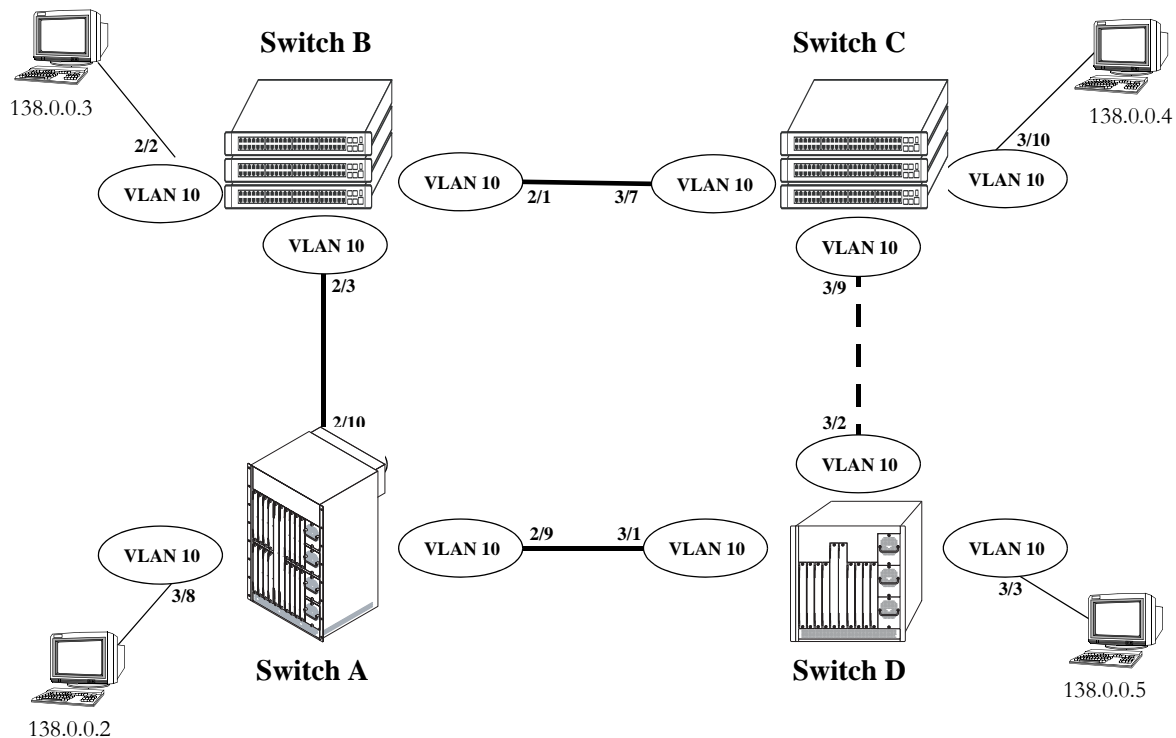 Switch B
Switch C
138.0.0.3
138.0.0.4
2/2
3/10
VLAN 10
VLAN 10
2/1
3/7
VLAN 10
VLAN 10
VLAN 10
2/3
VLAN 10
3/9
2/10
3/2
VLAN 10
VLAN 10
3/8
VLAN 10
2/9
3/1
VLAN 10
VLAN 10
3/3
Switch A
Switch D
138.0.0.2
138.0.0.5